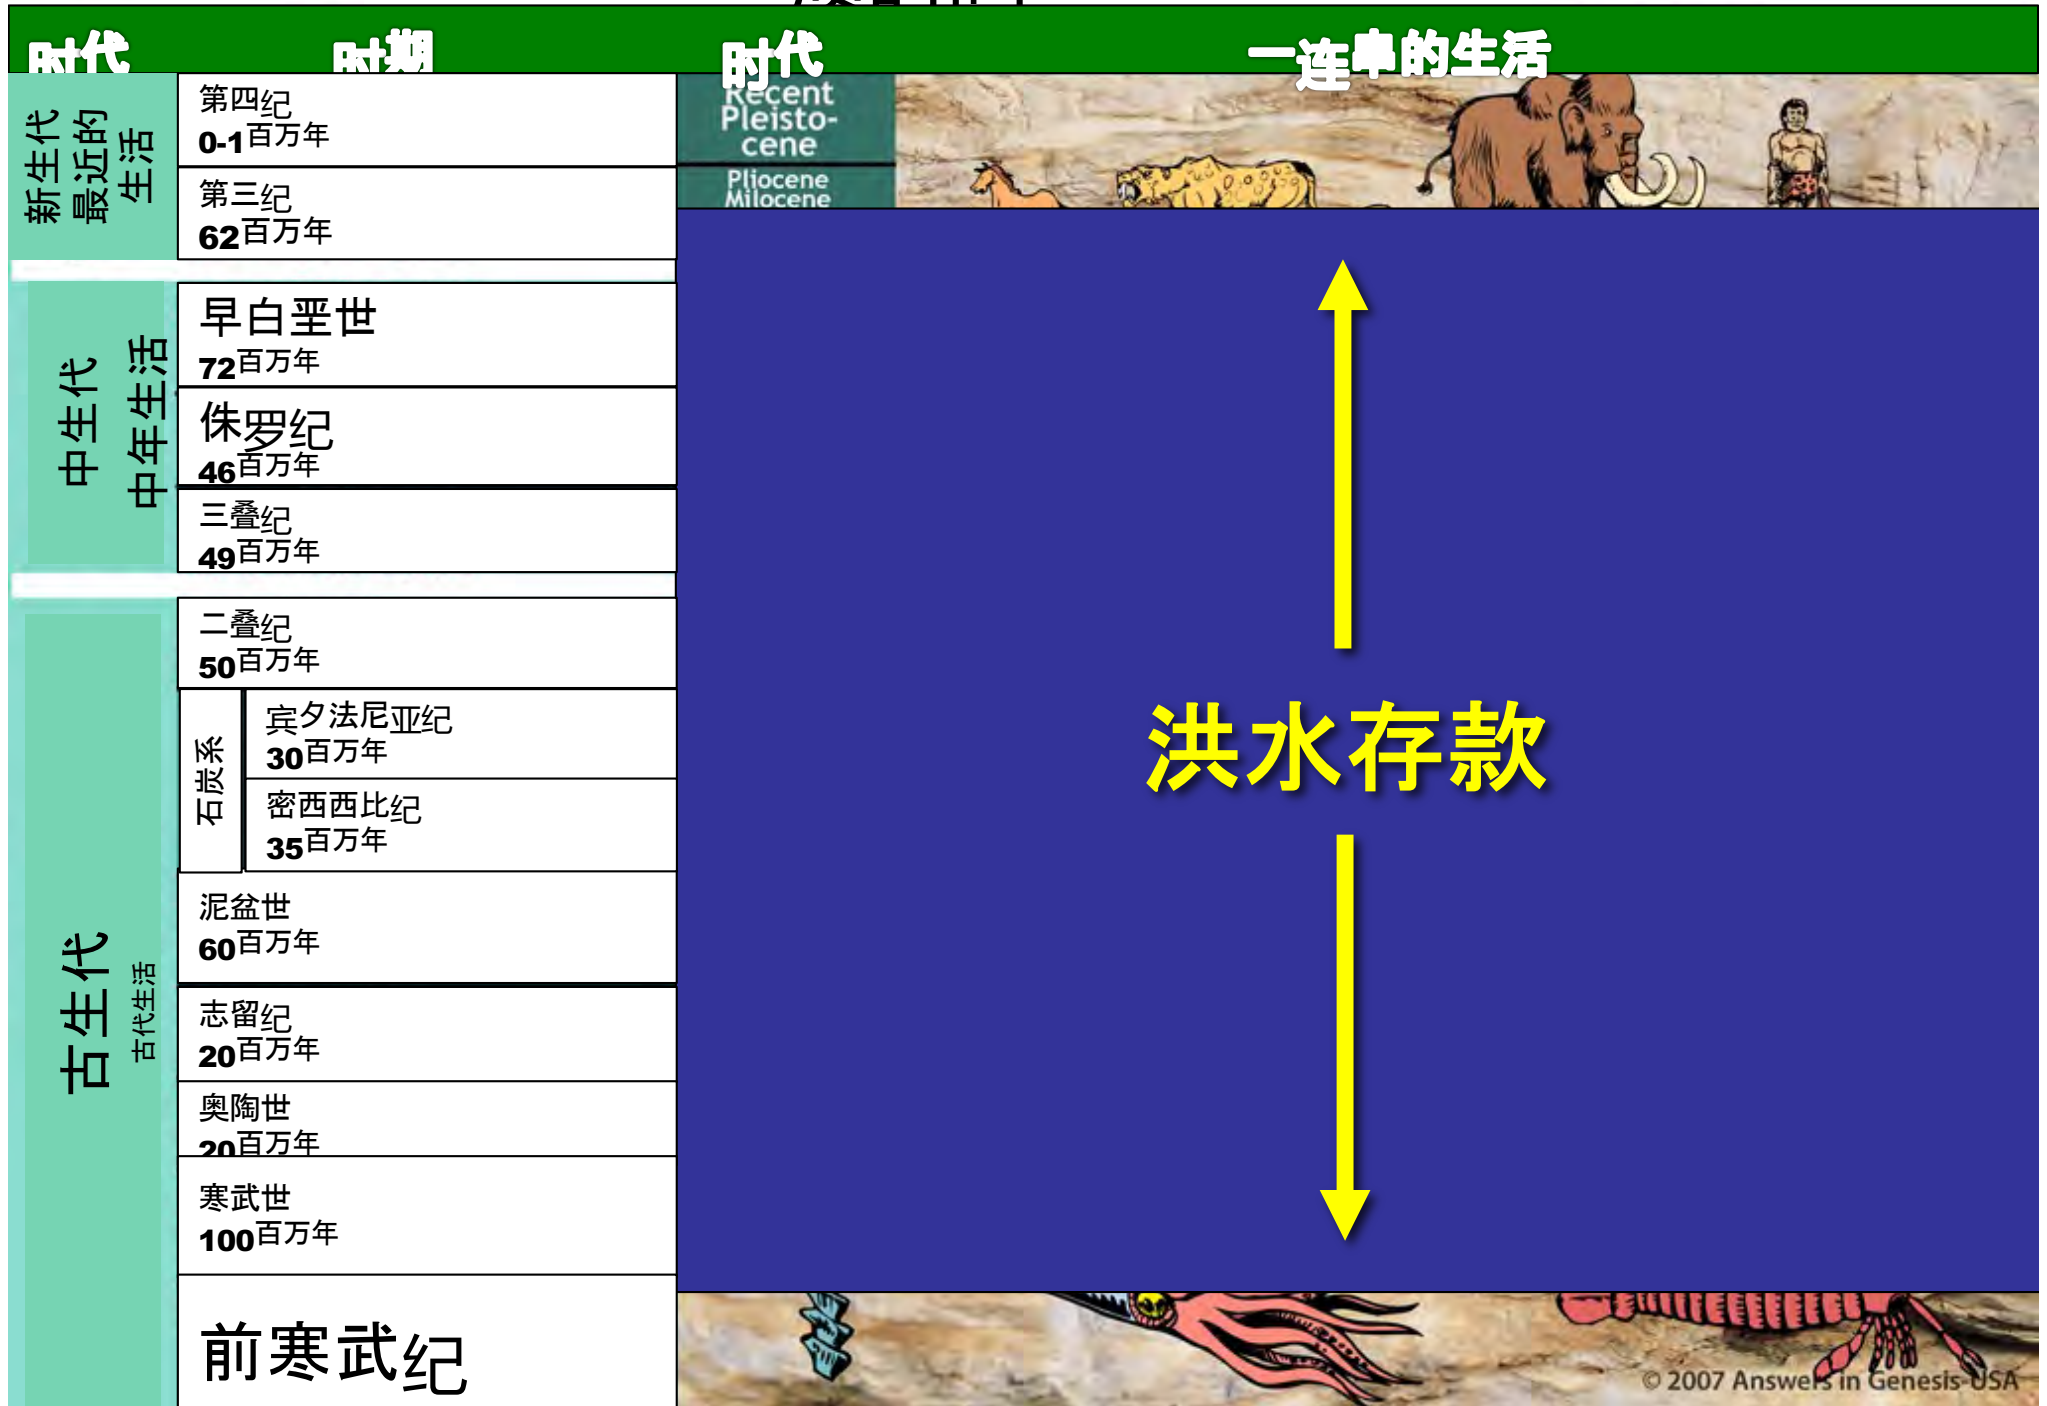 时代 时期 时代 一连串的生活
新生代
最近的
生活
第四纪
0-1百万年
第三纪
62百万年
Recent
Pleisto-
cene
Pliocene
Milocene
中生代
中年生活
早白垩世
72百万年
侏罗纪
46百万年
三叠纪
49百万年
古生代
古代生活
二叠纪
50百万年
石炭系
宾夕法尼亚纪
30百万年
密西西比纪
35百万年
泥盆世
60百万年
志留纪
20百万年
奥陶世
20百万年
寒武世
100百万年
前寒武纪
洪水存款
© 2007 Answers in Genesis-USA